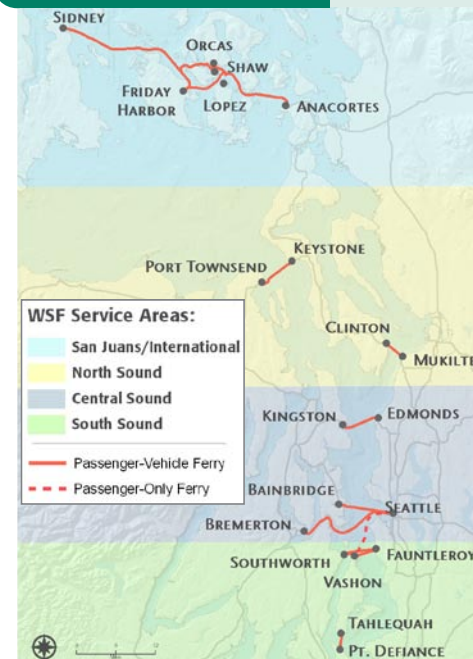 SIDNEY
ORCAS
SHAW
FRIDAY
HARBOR
LOPEZ
ANACORTES
KEYSTONE
PORT TOWNSEND
WSF Service Areas:
San Juans/International
North Sound
Central Sound
South Sound
Passenger-Vehicle Ferry
Passenger-Only Ferry
CLINTON
MUKILTE
KINGSTON
EDMONDS
BAINBRIDGE
SEATTLE
BREMERTON
SOUTHWORTH
FAUNTLEROY
VASHON
TAHLEQUAH
PT. DEFIANCE